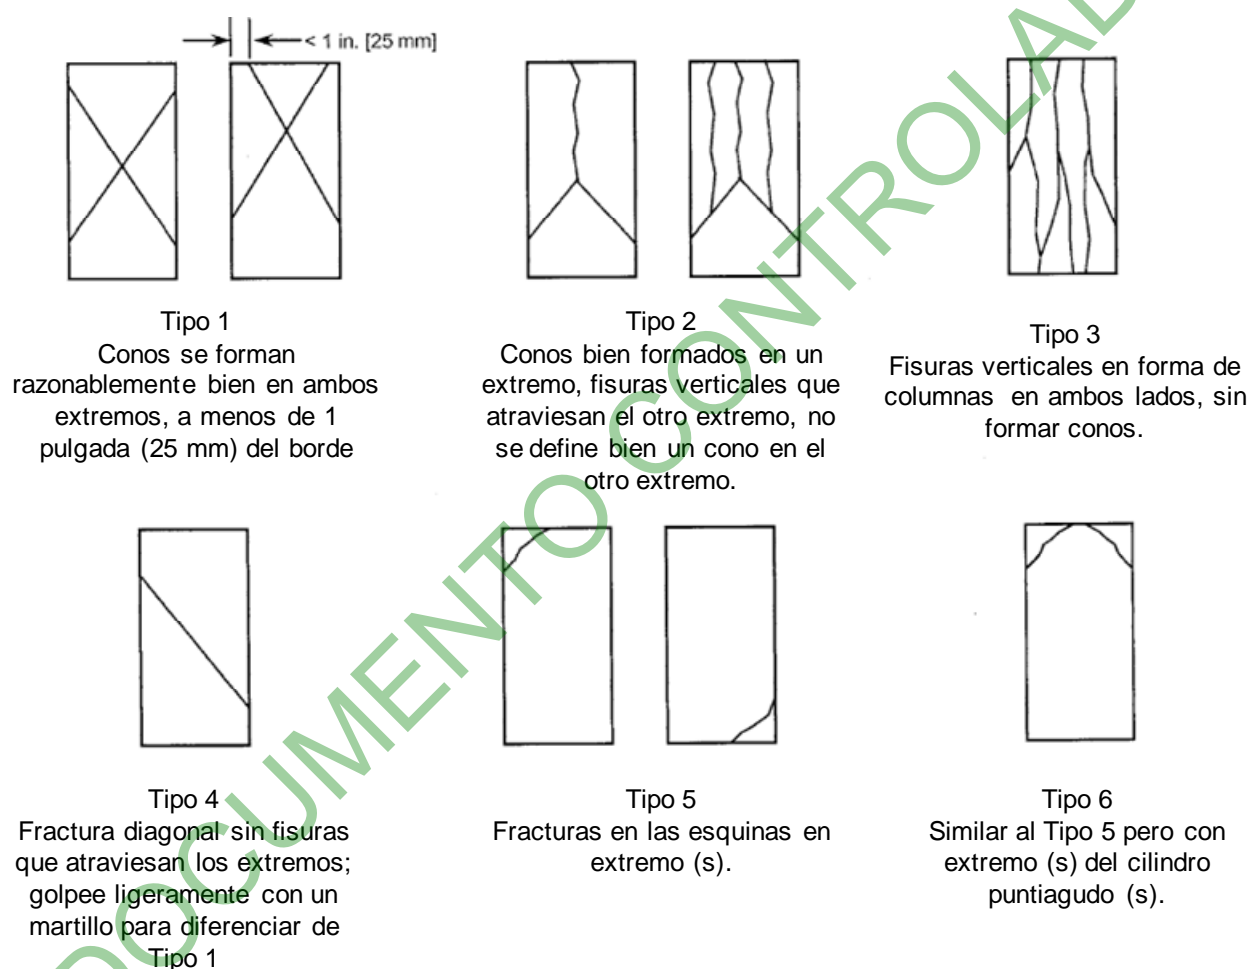 < 1 in. [25 mm]
Tipo 1
Conos se forman
razonablemente bien en ambos
extremos, a menos de 1
pulgada (25 mm) del borde
Tipo 2
Conos bien formados en un
extremo, fisuras verticales que
atraviesan el otro extremo, no
se define bien un cono en el
otro extremo.
Tipo 3
Fisuras verticales en forma de
columnas en ambos lados, sin
formar conos.
Tipo 4
Fractura diagonal sin fisuras
que atraviesan los extremos;
golpee ligeramente con un
martillo para diferenciar de
Tipo 1
Tipo 5
Fracturas en las esquinas en
extremo (s).
Tipo 6
Similar al Tipo 5 pero con
extremo (s) del cilindro
puntiagudo (s).
DOCUMENTO CONTROLAD